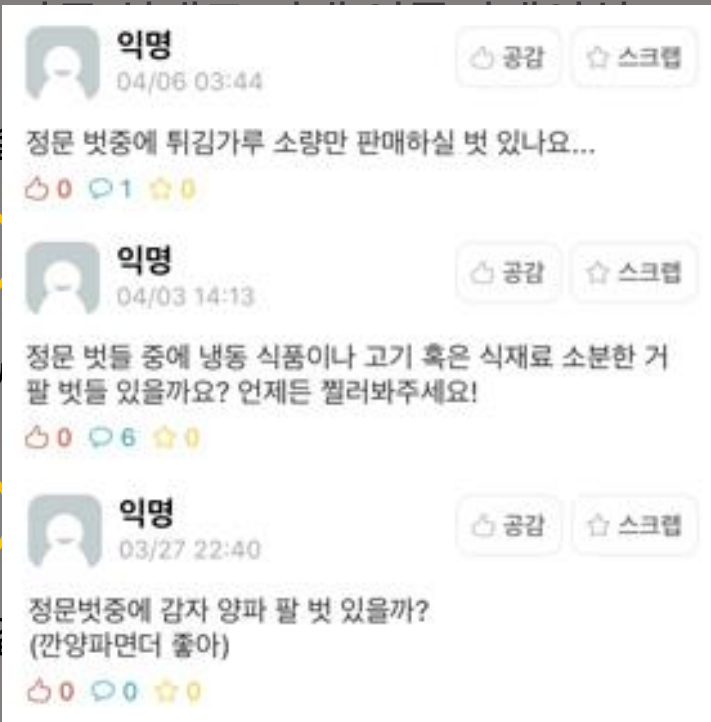 익명
04/06 03:44
공감
스크랩
정문 벗중에 튀김가루 소량만 판매하실 벗 있나요...
0 1 0
익명
04/03 14:13
공감
스크랩
정문 벗들 중에 냉동 식품이나 고기 혹은 식재료 소분한 거
팔 벗들 있을까요? 언제든 찔러봐주세요!
0 6 0
익명
03/27 22:40
공감
스크랩
정문벗중에 감자 양파 팔 벗 있을까?
(깐양파면더 좋아)
0 0 0